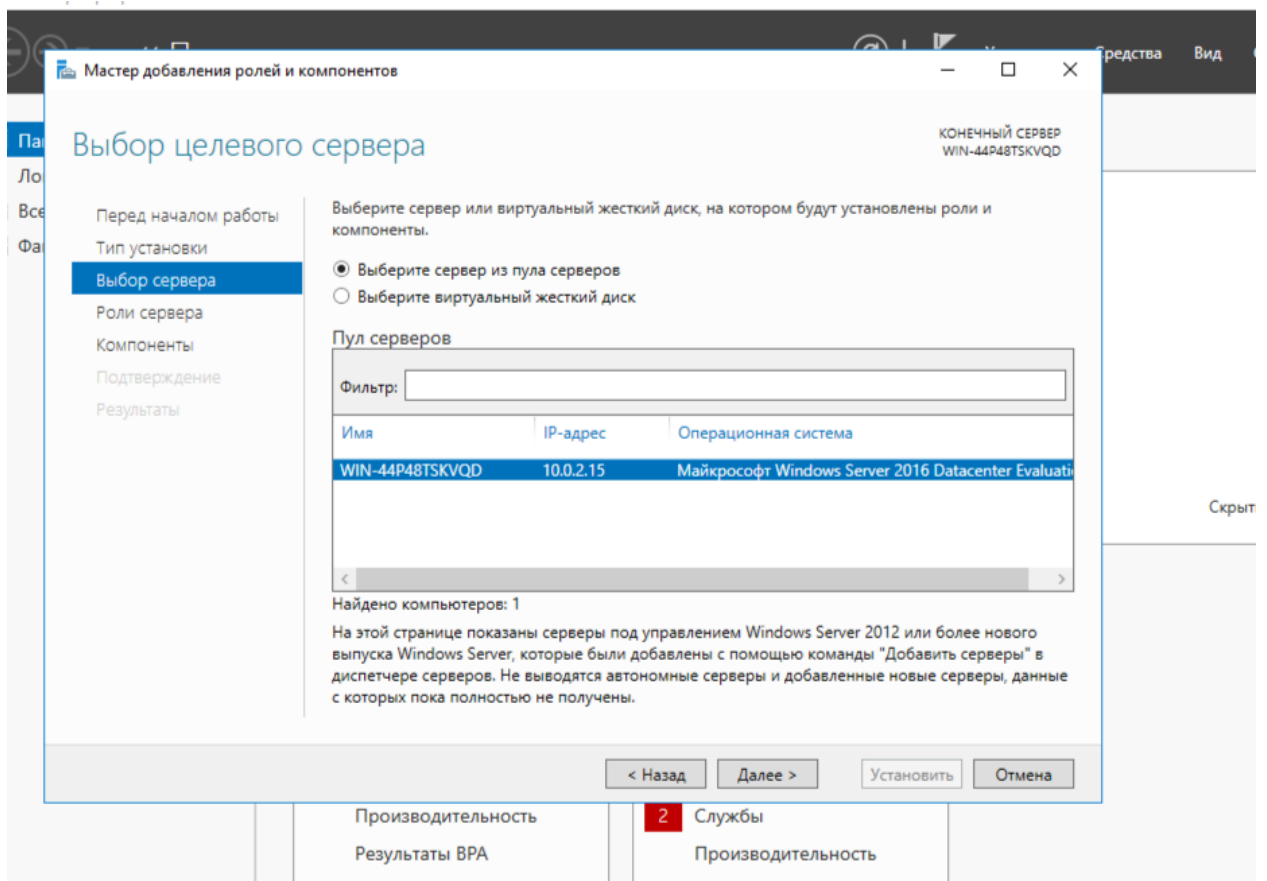 Средства Вид
Мастер добавления ролей и компонентов
Выбор целевого сервера
КОНЕЧНЫЙ СЕРВЕР
WIN-44P48TSKVQD
Перед началом работы
Тип установки
Выбор сервера
Роли сервера
Компоненты
Подтверждение
Результаты
Выберите сервер или виртуальный жесткий диск, на котором будут установлены роли и
компоненты.
Выберите сервер из пула серверов
Выберите виртуальный жесткий диск
Пул серверов
Фильтр:
Имя IP-адрес Операционная система
WIN-44P48TSKVQD 10.0.2.15 Майкрософт Windows Server 2016 Datacenter Evaluati
Найдено компьютеров: 1
На этой странице показаны серверы под управлением Windows Server 2012 или более нового
выпуска Windows Server, которые были добавлены с помощью команды "Добавить серверы" в
диспетчере серверов. Не выводятся автономные серверы и добавленные новые серверы, данные
с которых пока полностью не получены.
< Назад Далее > Установить Отмена
Па
Ло
Все
Фа
Скрыт
Производительность
Результаты BPA
2 Службы
Производительность